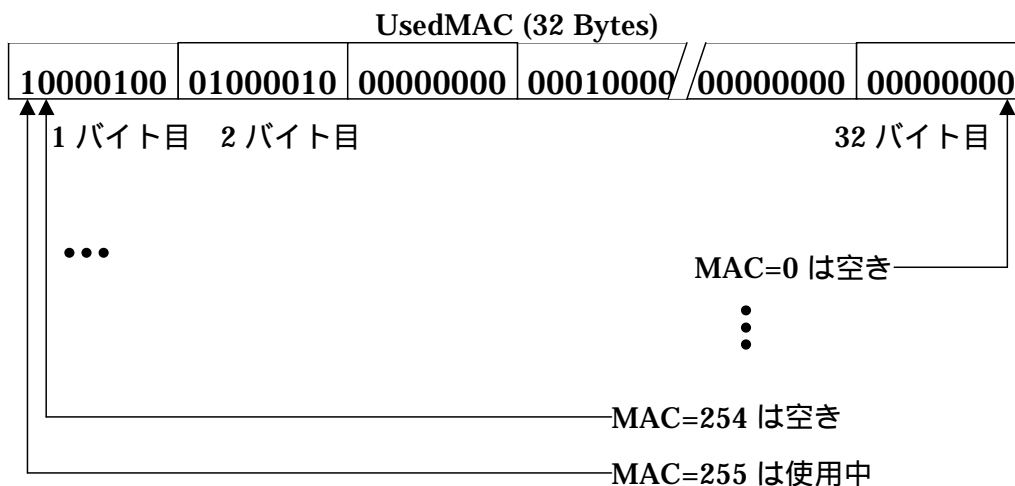 UsedMAC (32 Bytes)
10000100 01000010 00000000 00010000 00000000 00000000
1 バイト目 2 バイト目 32 バイト目
MAC=0 は空き
MAC=254 は空き
MAC=255 は使用中